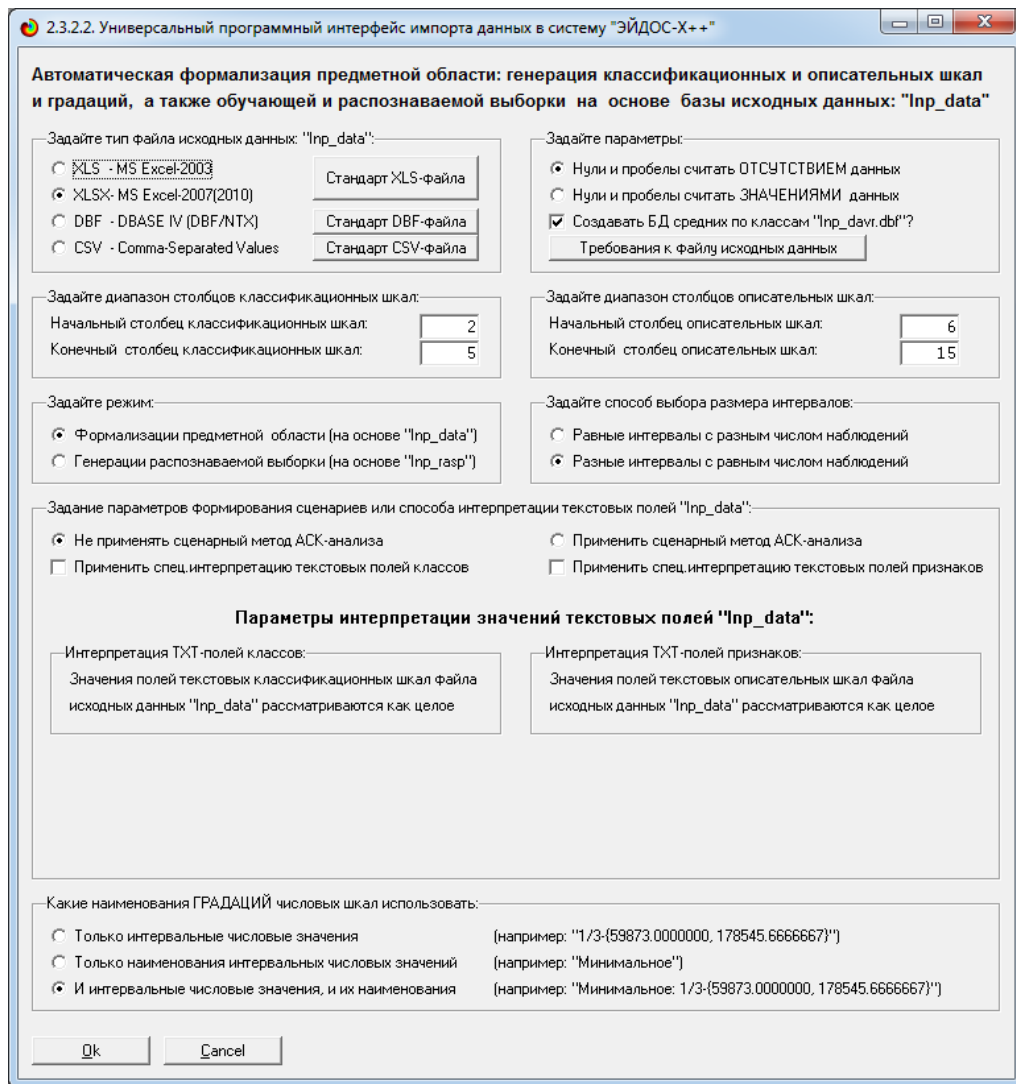 2.3.2.2. Универсальный программный интерфейс импорта данных в систему "ЭЙДОС-X++"
Автоматическая формализация предметной области: генерация классификационных и описательных шкал
и градаций, а также обучающей и распознаваемой выборки на основе базы исходных данных: "Inp_data"
Задайте тип файла исходных данных: "Inp_data":
XLS - MS Excel-2003
XLSX- MS Excel-2007(2010)
DBF - DBASE IV (DBF/NTX)
CSV - Comma-Separated Values
Стандарт XLS-файла
Стандарт DBF-файла
Стандарт CSV-файла
Задайте параметры:
Нули и пробелы считать ОТСУТСТВИЕМ данных
Нули и пробелы считать ЗНАЧЕНИЯМИ данных
Создавать БД средних по классам "Inp_davr.dbf"?
Требования к файлу исходных данных
Задайте диапазон столбцов классификационных шкал:
Начальный столбец классификационных шкал: 2
Конечный столбец классификационных шкал: 5
Задайте диапазон столбцов описательных шкал:
Начальный столбец описательных шкал: 6
Конечный столбец описательных шкал: 15
Задайте режим:
Формализации предметной области (на основе "Inp_data")
Генерации распознаваемой выборки (на основе "Inp_rasp")
Задайте способ выбора размера интервалов:
Равные интервалы с разным числом наблюдений
Разные интервалы с равным числом наблюдений
Задание параметров формирования сценариев или способа интерпретации текстовых полей "Inp_data":
Не применять сценарный метод АСК-анализа
Применить спец.интерпретацию текстовых полей классов
Применить сценарный метод АСК-анализа
Применить спец.интерпретацию текстовых полей признаков
Параметры интерпретации значений текстовых полей "Inp_data":
Интерпретация TXT-полей классов:
Значения полей текстовых классификационных шкал файла
исходных данных "Inp_data" рассматриваются как целое
Интерпретация TXT-полей признаков:
Значения полей текстовых описательных шкал файла
исходных данных "Inp_data" рассматриваются как целое
Какие наименования ГРАДАЦИЙ числовых шкал использовать:
Только интервальные числовые значения (например: "1/3-{59873.0000000, 178545.6666667}")
Только наименования интервальных числовых значений (например: "Минимальное")
И интервальные числовые значения, и их наименования (например: "Минимальное: 1/3-{59873.0000000, 178545.6666667}")
Ok Cancel